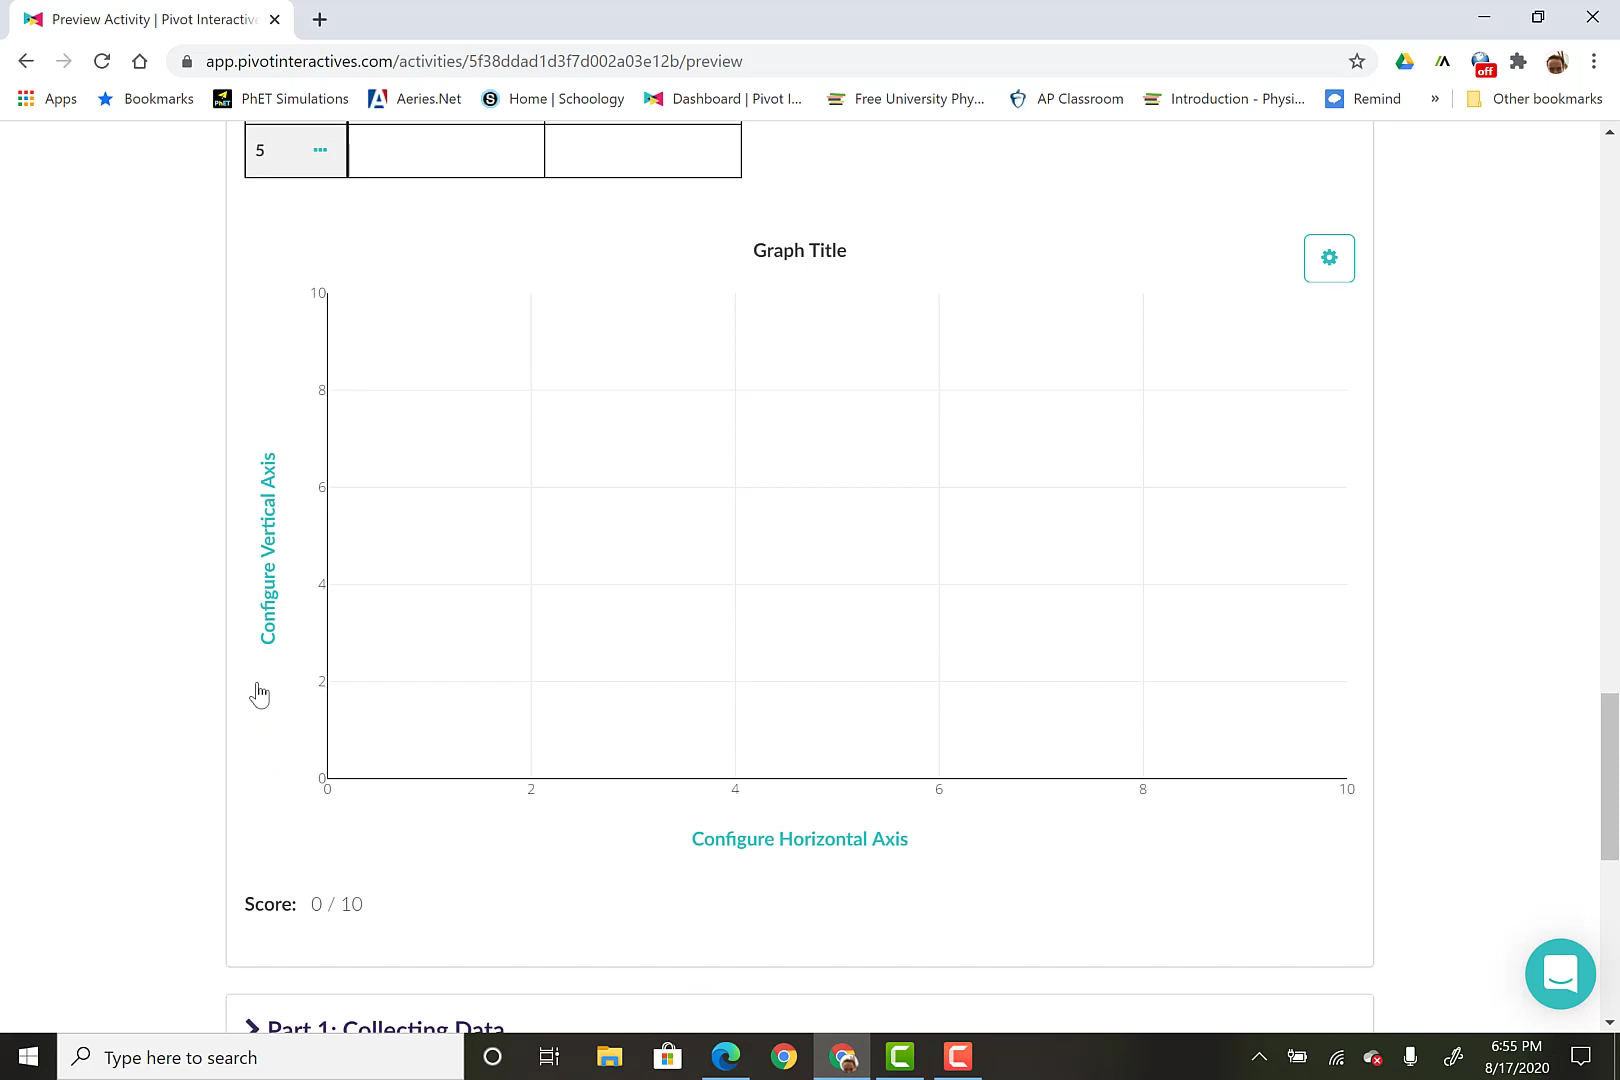 Preview Activity | Pivot Interactive
app.pivotinteractives.com/activities/5f38ddad1d3f7d002a03e12b/preview
off
Apps Bookmarks PhET PhET Simulations Aeries.Net Home | Schoology Dashboard | Pivot I... Free University Phy... AP Classroom Introduction - Physi... Remind » Other bookmarks
5 •••
Graph Title
10
8
6
4
2
0
Configure Vertical Axis
0 2 4 6 8 10
Configure Horizontal Axis
Score: 0 / 10
Part 1: Collecting Data
Type here to search
6:55 PM
8/17/2020